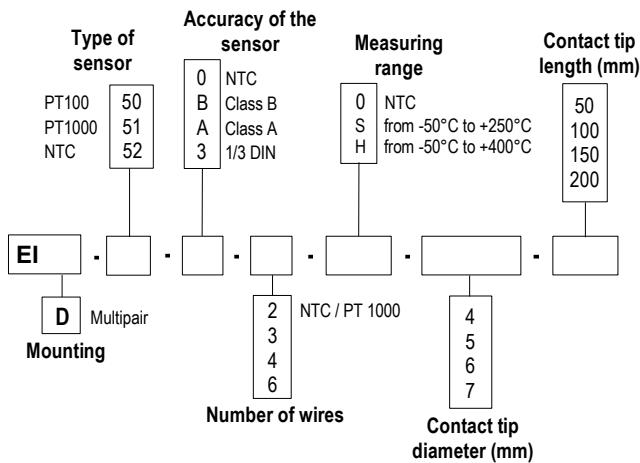 Type of
sensor
PT100 50
PT1000 51
NTC 52
Accuracy of the
sensor
0 NTC
B Class B
A Class A
3 1/3 DIN
Measuring
range
0 NTC
S from -50°C to +250°C
H from -50°C to +400°C
Contact tip
length (mm)
50
100
150
200
EI - - - - - -
D Multipair
Mounting
2 NTC / PT 1000
3
4
6
Number of wires
4
5
6
7
Contact tip
diameter (mm)